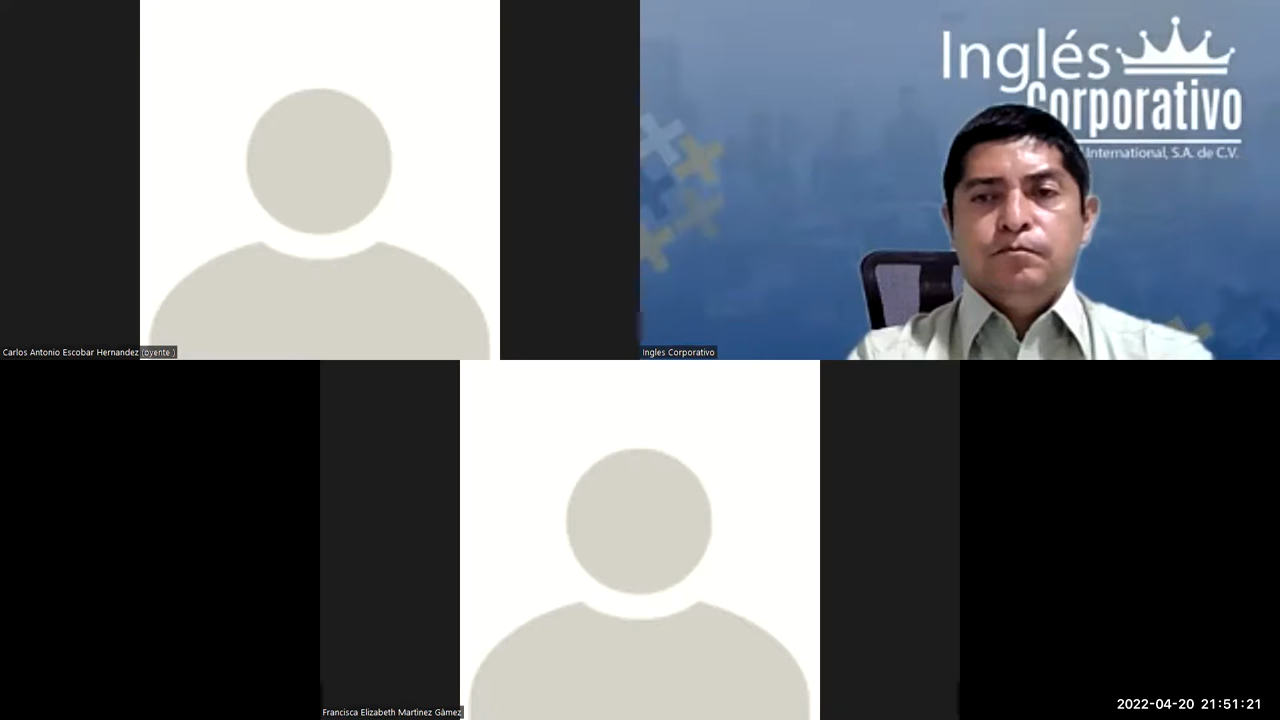 Inglés
Corporativo
International, S.A. de C.V.
Carlos Antonio Escobar Hernandez (oyente )
Ingles Corporativo
Francisca Elizabeth Martinez Gámez
2022-04-20 21:51:21